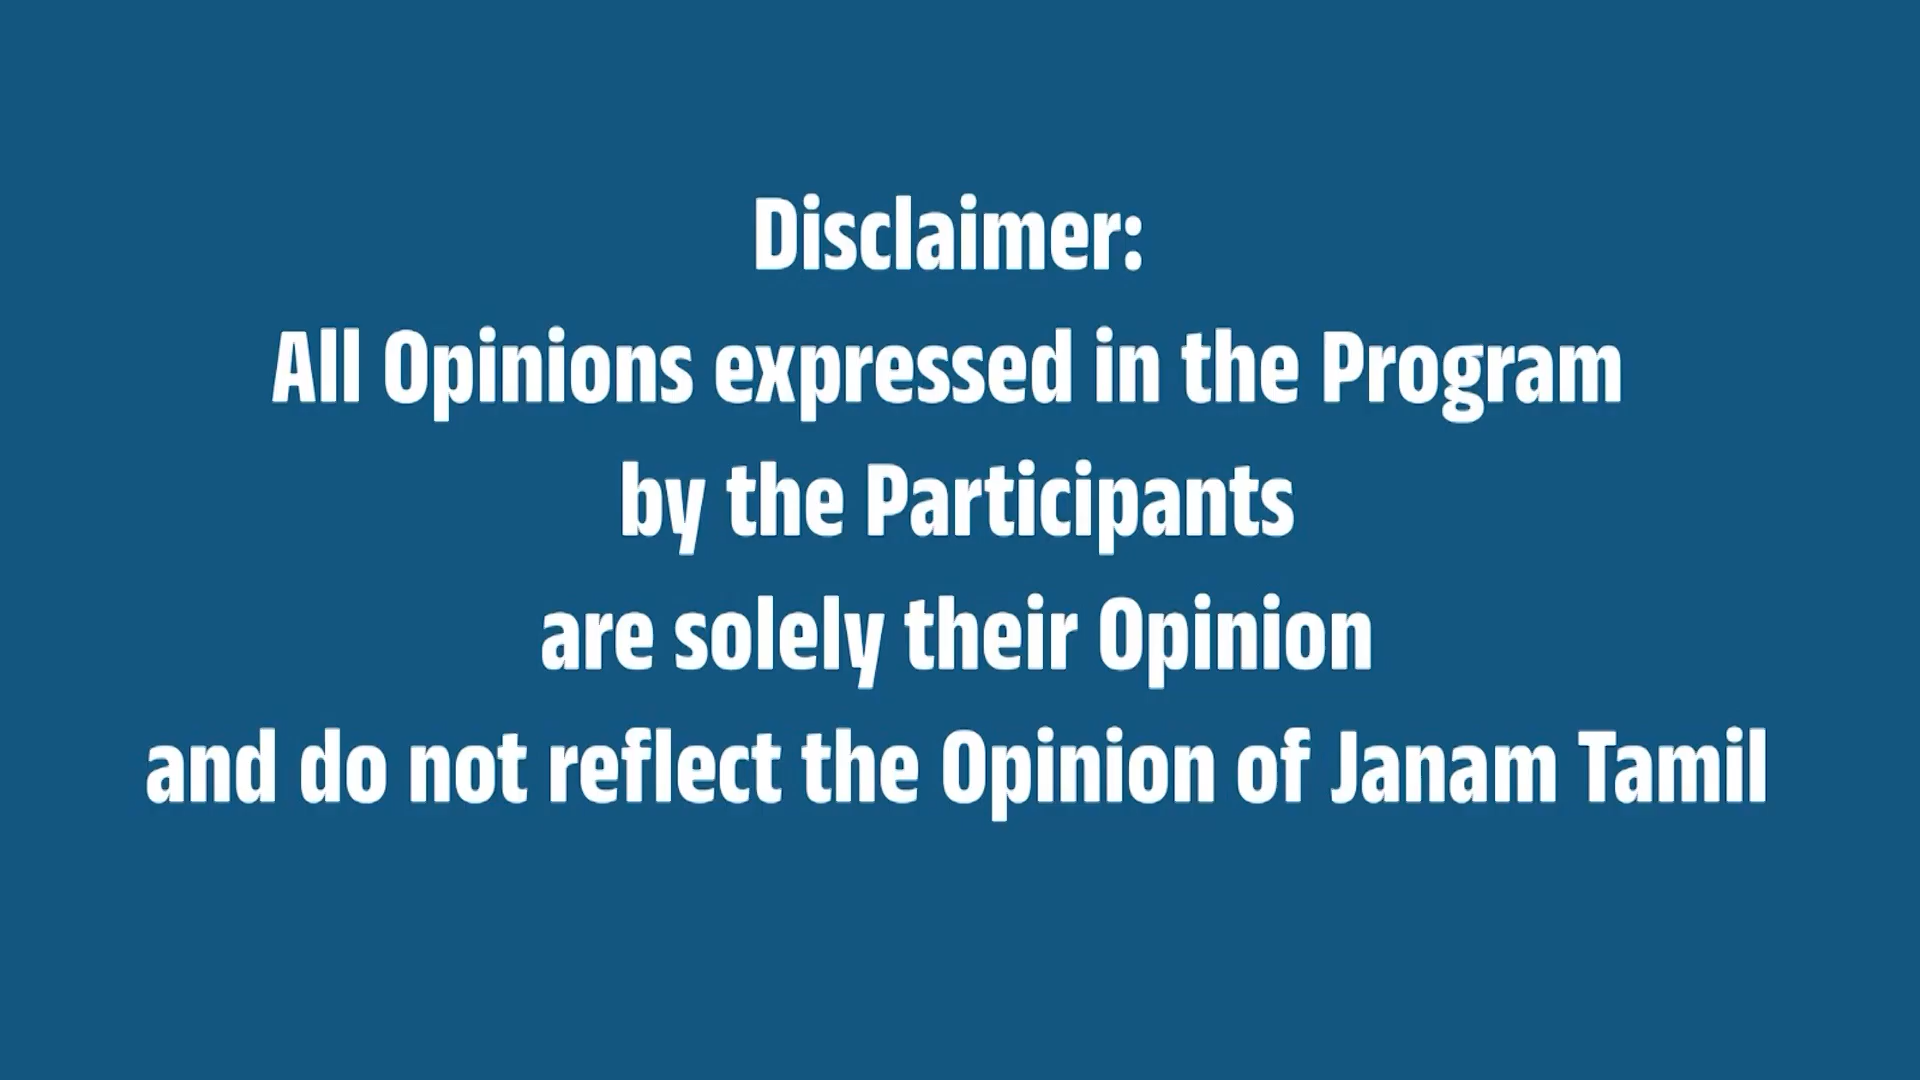 Disclaimer:
All Opinions expressed in the Program
by the Participants
are solely their Opinion
and do not reflect the Opinion of Janam Tamil